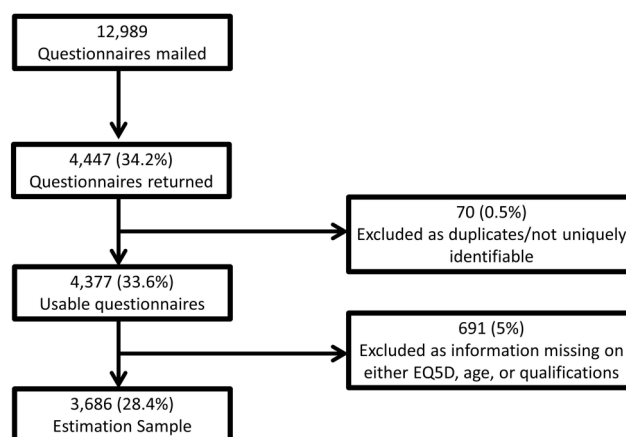 12,989
Questionnaires mailed
4,447 (34.2%)
Questionnaires returned
70 (0.5%)
Excluded as duplicates/not uniquely
identifiable
4,377 (33.6%)
Usable questionnaires
691 (5%)
Excluded as information missing on
either EQ5D, age, or qualifications
3,686 (28.4%)
Estimation Sample